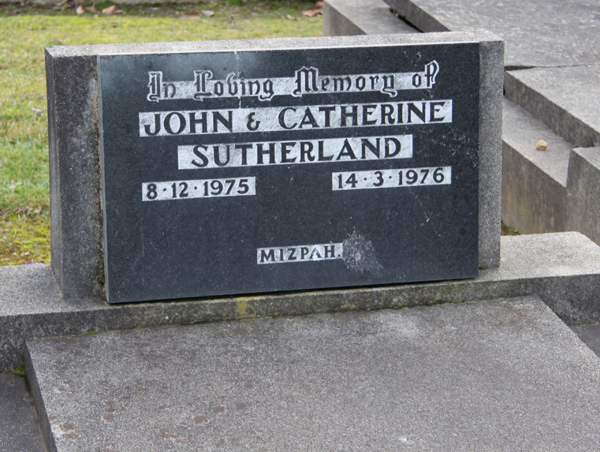 In Loving Memory of
JOHN & CATHERINE
SUTHERLAND
8·12·1975 14·3·1976
MIZPAH.